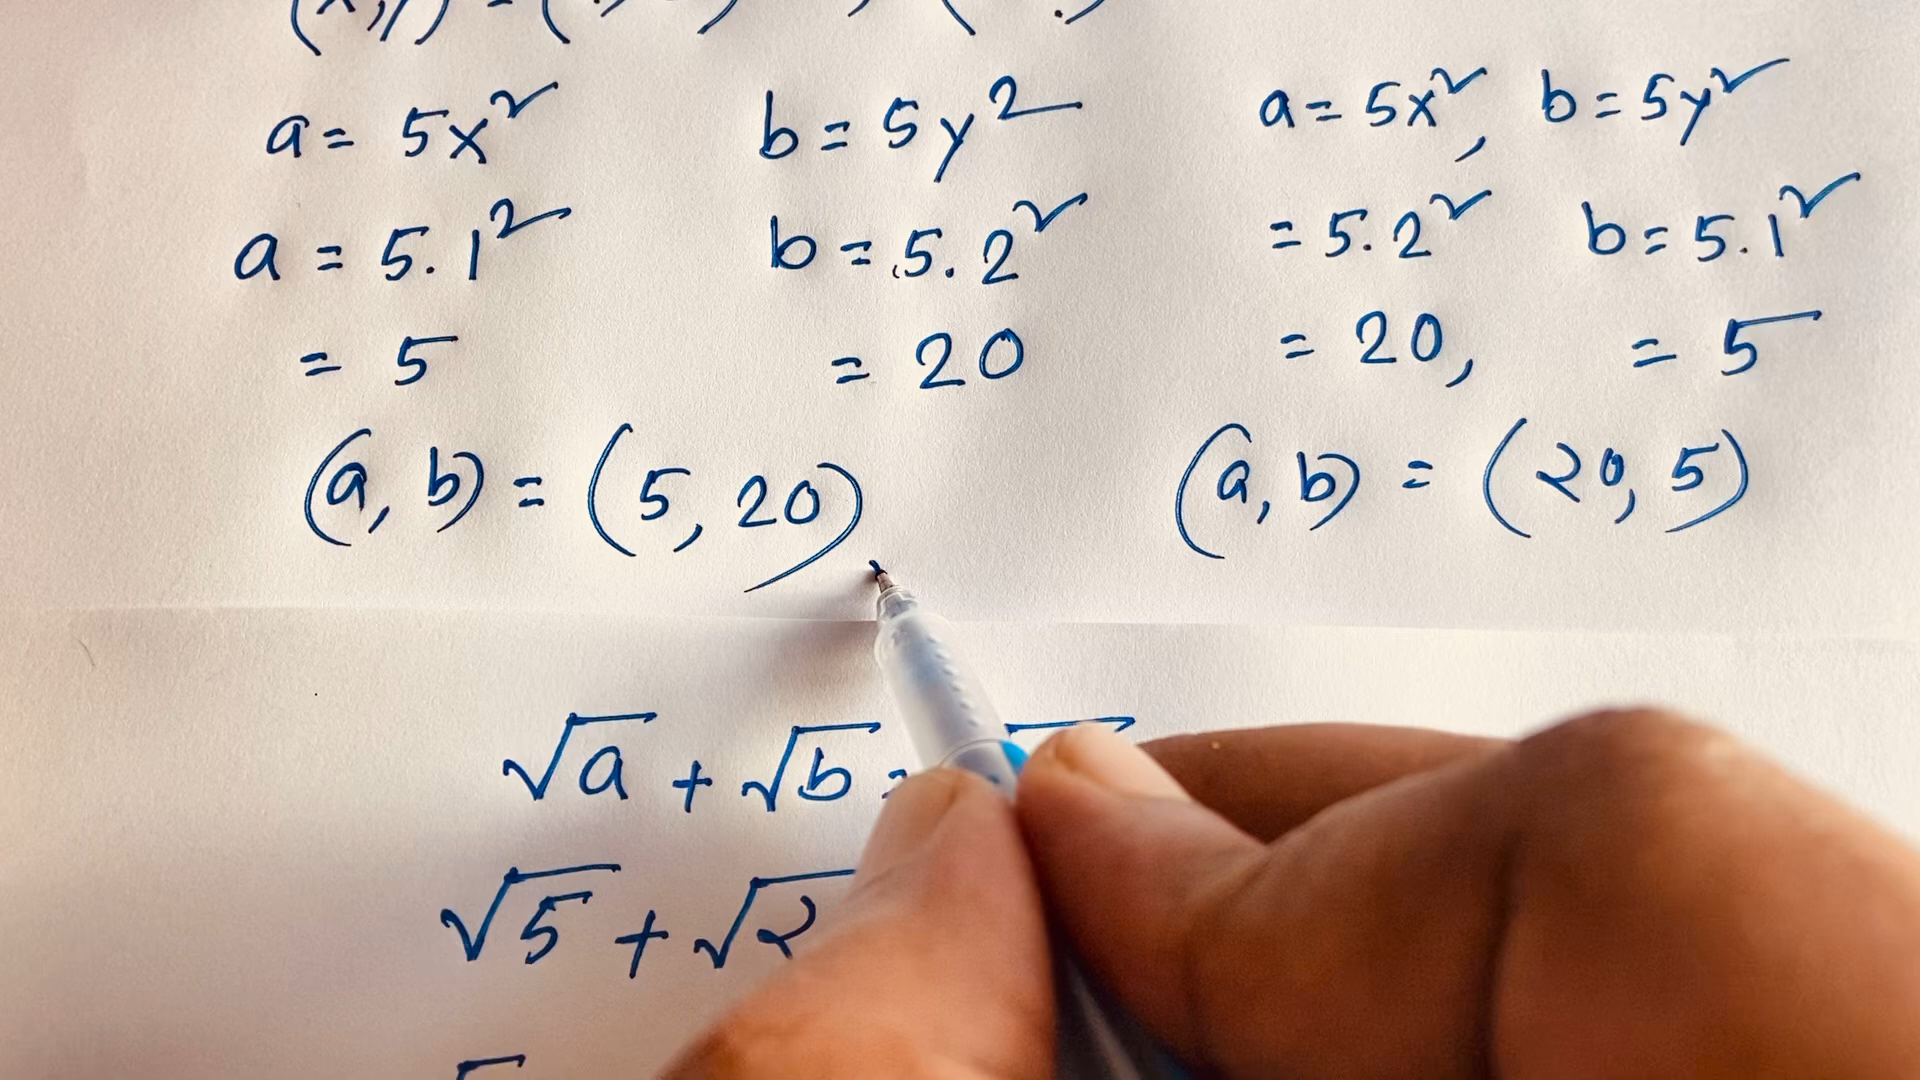 a = 5x² b = 5y² a = 5x², b = 5y²
a = 5.1² b = 5.2² = 5.2² b = 5.1²
= 5 = 20 = 20, = 5
(a, b) = (5, 20) (a, b) = (20, 5)
√a + √b =
√5 + √2